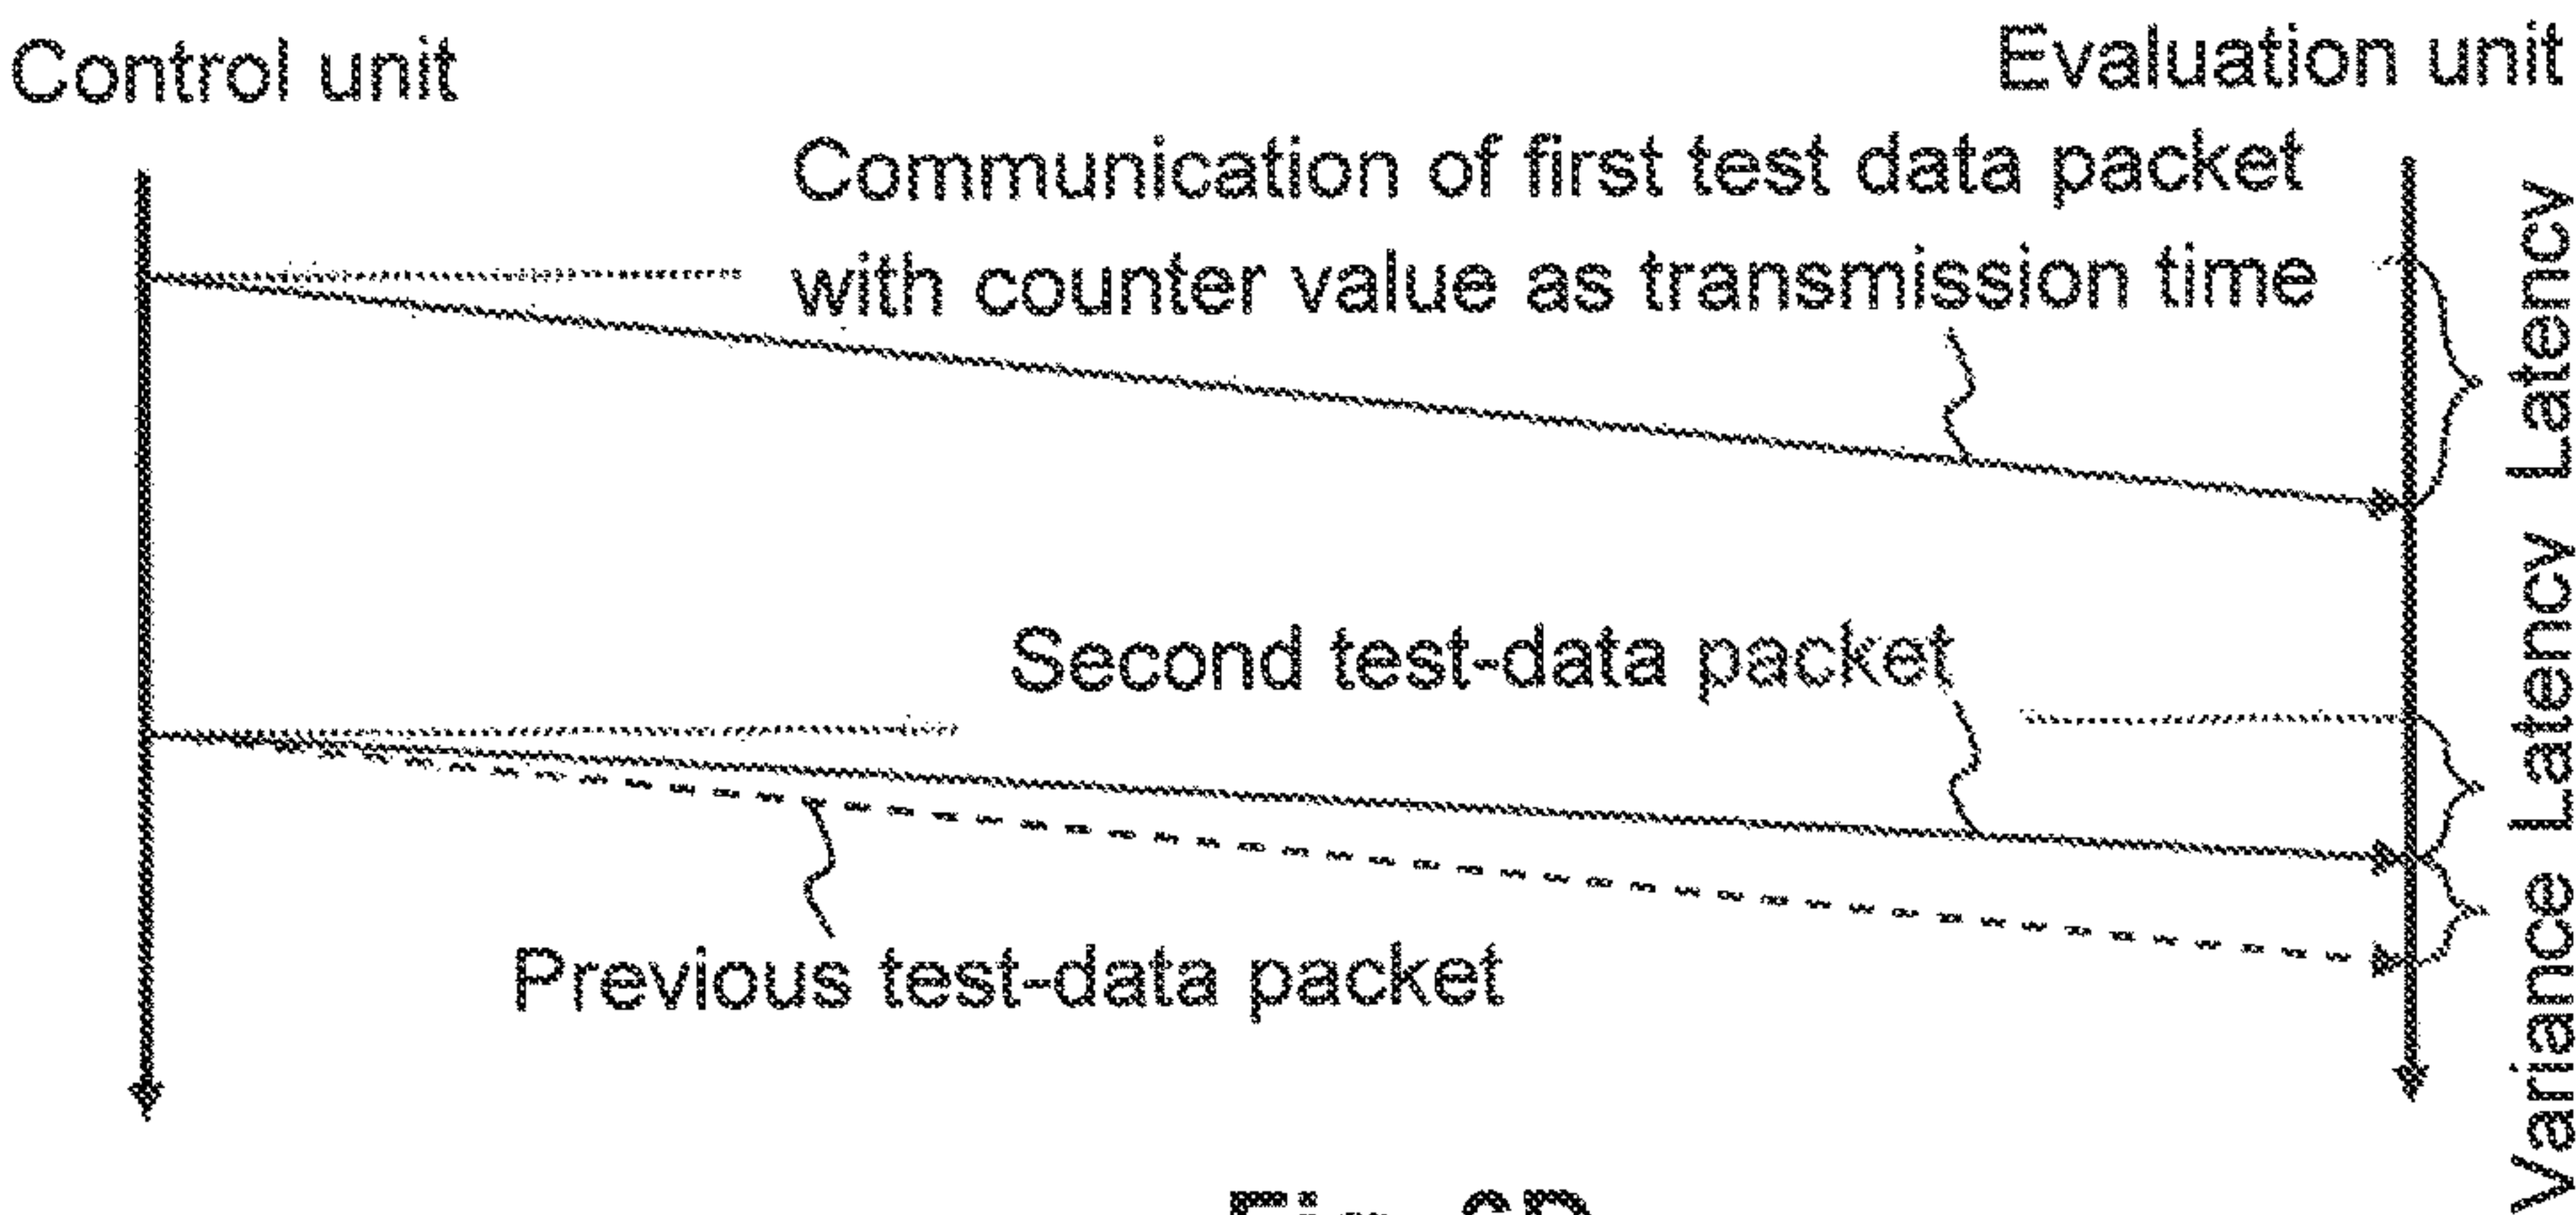 Control unit
Evaluation unit
Communication of first test data packet
with counter value as transmission time
Latency
Second test-data packet
Latency
Previous test-data packet
Variance